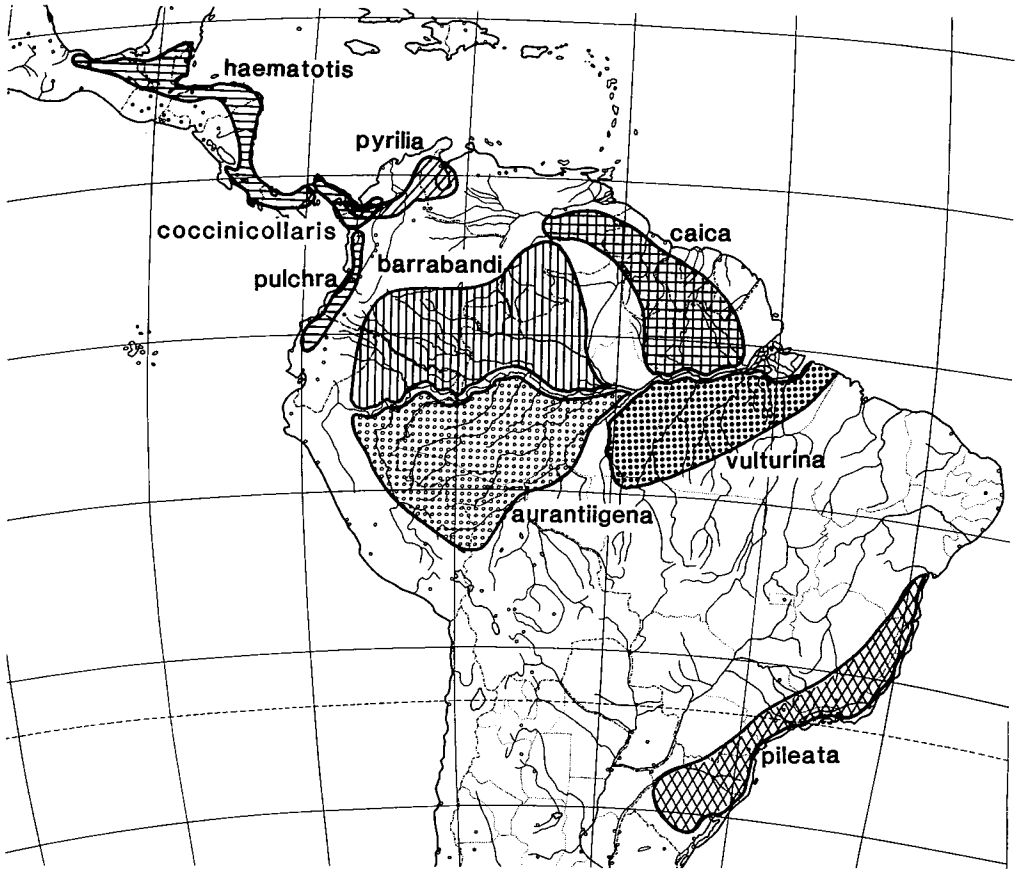 haematotis
pyrilia
coccinicollaris
caica
barrabandi
pulchra
vulturina
aurantiigena
pileata